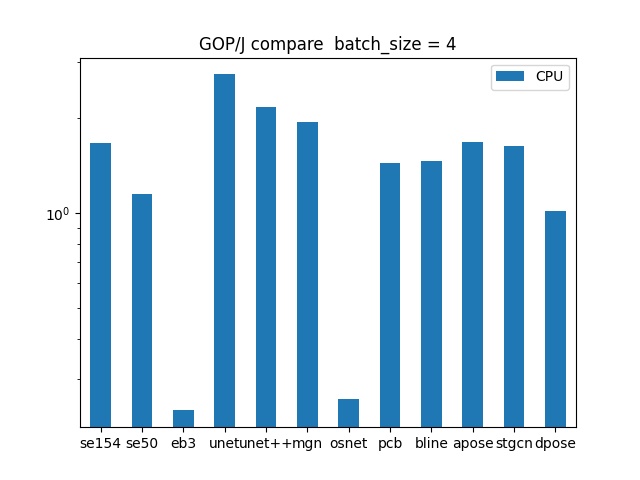 GOP/J compare  batch_size = 4
CPU
10⁰
se154 se50 eb3 unet unet++ mgn osnet pcb bline apose stgcn dpose